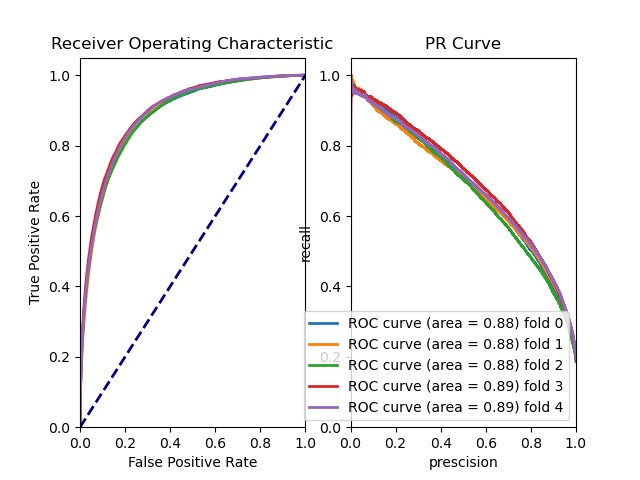 Receiver Operating Characteristic
1.0
0.8
0.6
0.4
0.2
0.0
True Positive Rate
0.0 0.2 0.4 0.6 0.8 1.0
False Positive Rate
PR Curve
1.0
0.8
0.6
0.4
0.2
0.0
recall
ROC curve (area = 0.88) fold 0
ROC curve (area = 0.88) fold 1
ROC curve (area = 0.88) fold 2
ROC curve (area = 0.89) fold 3
ROC curve (area = 0.89) fold 4
0.0 0.2 0.4 0.6 0.8 1.0
prescision